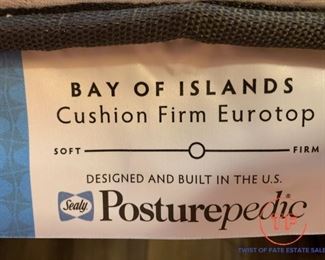 BAY OF ISLANDS
Cushion Firm Eurotop
SOFT FIRM
DESIGNED AND BUILT IN THE U.S.
Sealy Posturepedic
TWIST OF FATE ESTATE SALES